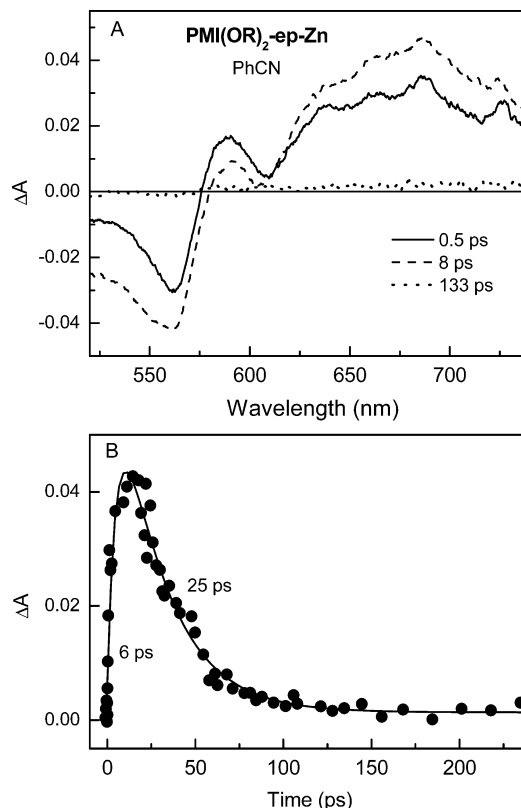 A
PMI(OR)₂-ep-Zn
PhCN
0.04
0.02
0.00
-0.02
-0.04
ΔA
0.5 ps
8 ps
133 ps
550 600 650 700
Wavelength (nm)
B
0.04
0.02
0.00
ΔA
25 ps
6 ps
0 50 100 150 200
Time (ps)